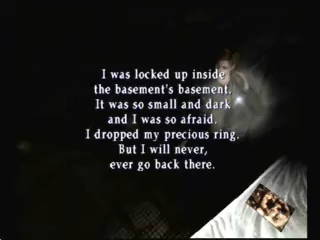 I was locked up inside
the basement's basement.
It was so small and dark
and I was so afraid.
I dropped my precious ring.
But I will never,
ever go back there.